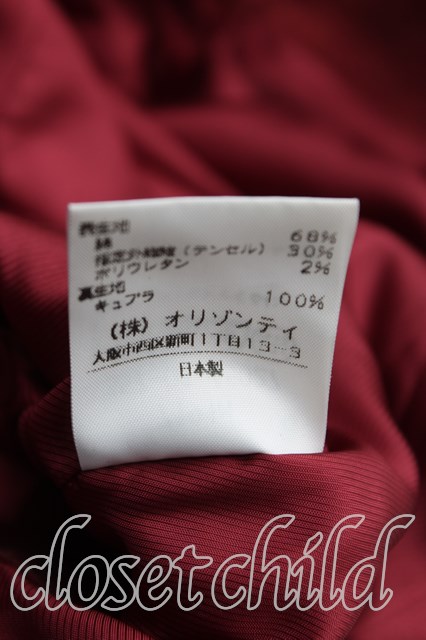 表生地
綿 68%
指定外繊維（テンセル） 30%
ポリウレタン 2%
裏生地
キュプラ 100%
（株）オリゾンティ
大阪市西区新町1丁目13-3
日本製
closet child